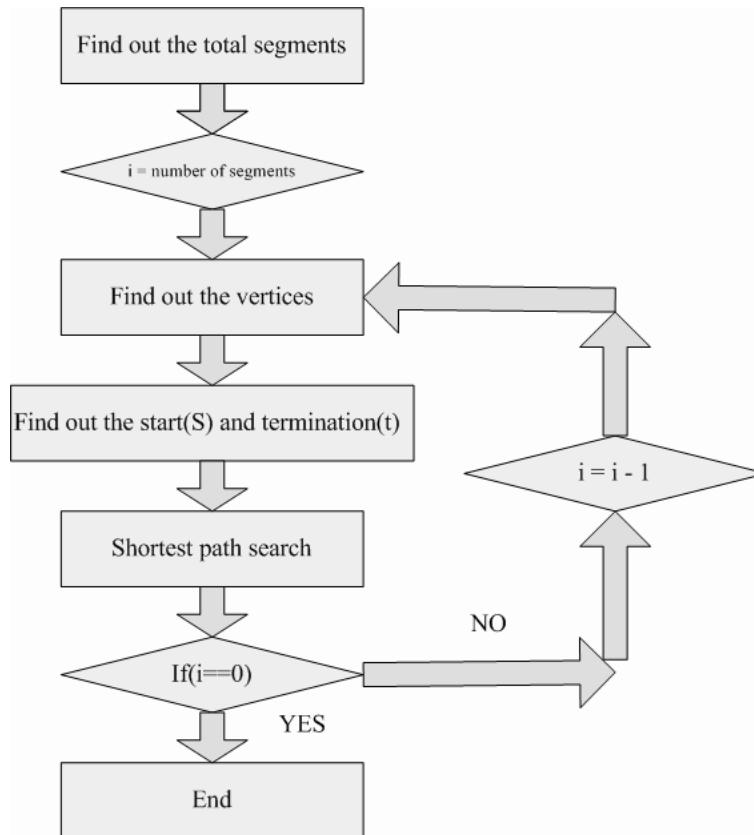 Find out the total segments
i = number of segments
Find out the vertices
Find out the start(S) and termination(t)
i = i - 1
Shortest path search
NO
If(i==0)
YES
End